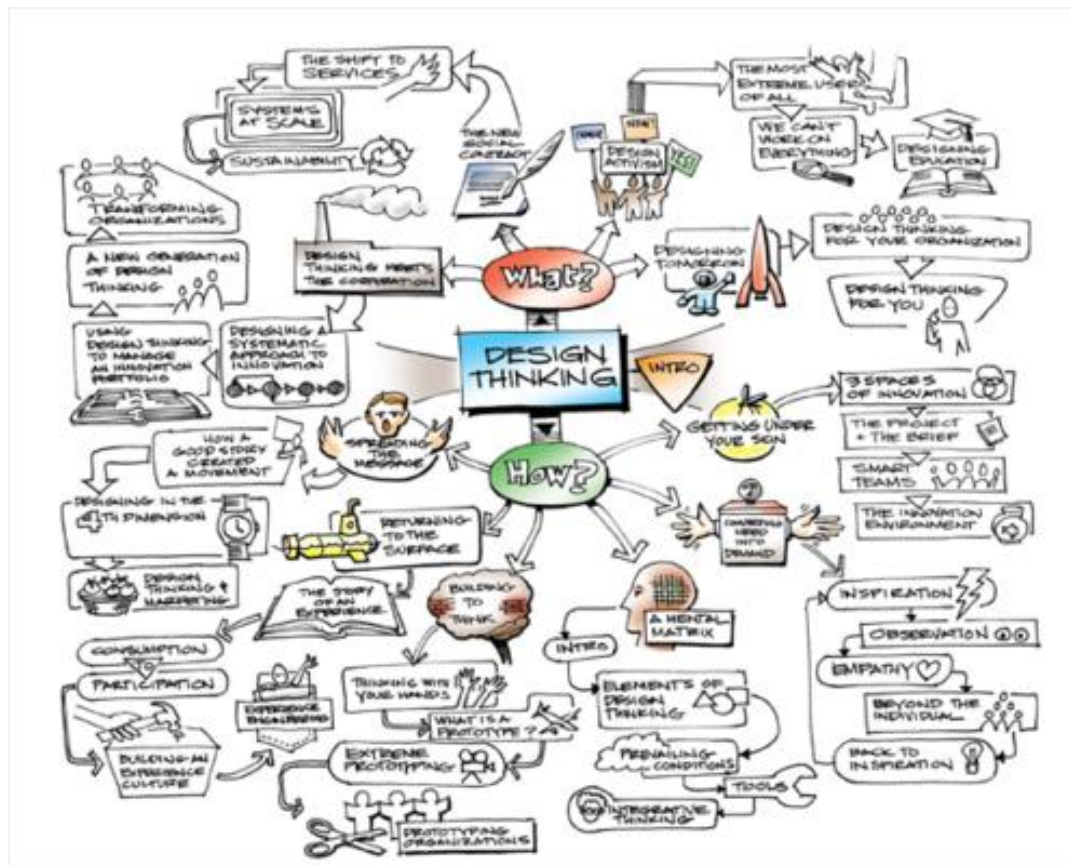 DESIGN
THINKING
INTRO
What?
THE NEW
SOCIAL
CONTRACT
THE SHIFT TO
SERVICES
SYSTEMS
AT SCALE
SUSTAINABILITY
DESIGN
ACTIVISM
NOW!
YES!
THE MOST
EXTREME USERS
OF ALL
WE CAN'T
WORK ON
EVERYTHING
DESIGNING
EDUCATION
DESIGNING
TOMORROW
DESIGN THINKING
FOR YOUR ORGANIZATION
DESIGN THINKING
FOR YOU
DESIGN
THINKING MEETS
THE CORPORATION
DESIGNING A
SYSTEMATIC
APPROACH TO
INNOVATION
USING
DESIGN THINKING
TO MANAGE
AN INNOVATION
PORTFOLIO
A NEW GENERATION
OF DESIGN
THINKING
TRANSFORMING
ORGANIZATIONS
How?
GETTING UNDER
YOUR SKIN
3 SPACES
OF INNOVATION
THE PROJECT
+ THE BRIEF
SMART
TEAMS
THE INNOVATION
ENVIRONMENT
CONVERTING
NEED INTO
DEMAND
INSPIRATION
OBSERVATION
EMPATHY
BEYOND THE
INDIVIDUAL
BACK TO
INSPIRATION
A MENTAL
MATRIX
INTRO
ELEMENTS OF
DESIGN
THINKING
PREVAILING
CONDITIONS
TOOLS
INTEGRATIVE
THINKING
BUILDING
TO
THINK
THINKING WITH
YOUR HANDS
WHAT IS A
PROTOTYPE?
EXTREME
PROTOTYPING
PROTOTYPING
ORGANIZATIONS
RETURNING
TO THE
SURFACE
THE STORY
OF AN
EXPERIENCE
CONSUMPTION
TO
PARTICIPATION
BUILDING AN
EXPERIENCE
CULTURE
EXPERIENCE
ENGINEERING
SPREADING
THE
MESSAGE
HOW A
GOOD STORY
CREATED
A MOVEMENT
DESIGNING IN THE
4TH DIMENSION
DESIGN
THINKING +
MARKETING